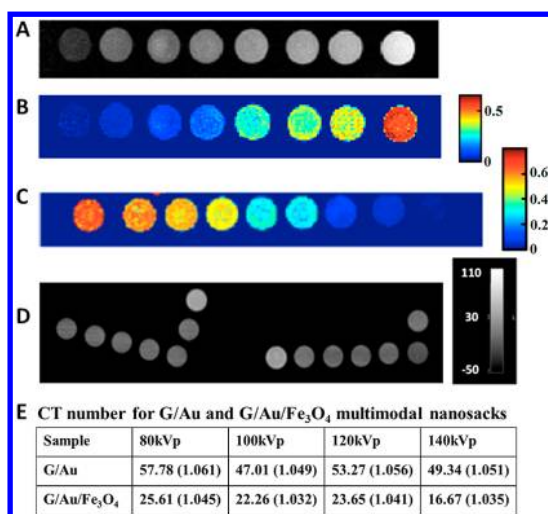 A
B
0.5
0
C
0.6
0.4
0.2
0
D
110
30
-50
E CT number for G/Au and G/Au/Fe₃O₄ multimodal nanosacks
Sample 80kVp 100kVp 120kVp 140kVp
G/Au 57.78 (1.061) 47.01 (1.049) 53.27 (1.056) 49.34 (1.051)
G/Au/Fe₃O₄ 25.61 (1.045) 22.26 (1.032) 23.65 (1.041) 16.67 (1.035)